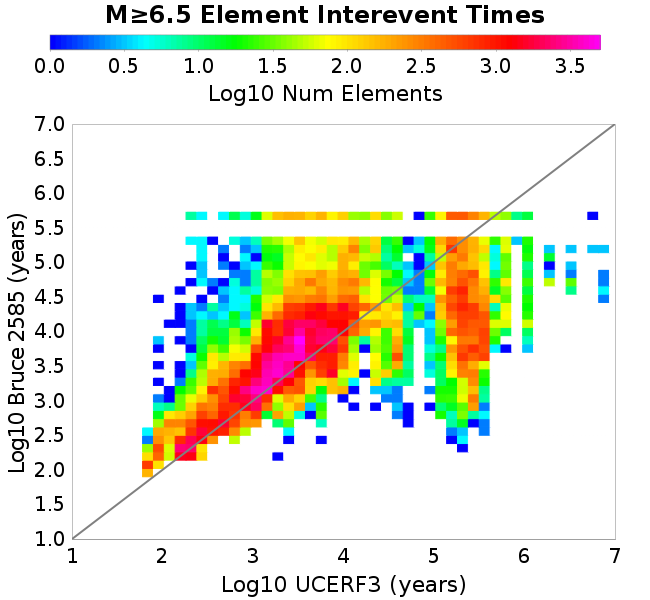 M≥6.5 Element Interevent Times
0.0 0.5 1.0 1.5 2.0 2.5 3.0 3.5
Log10 Num Elements
7.0
6.5
6.0
5.5
5.0
4.5
4.0
3.5
3.0
2.5
2.0
1.5
1.0
Log10 Bruce 2585 (years)
1 2 3 4 5 6 7
Log10 UCERF3 (years)